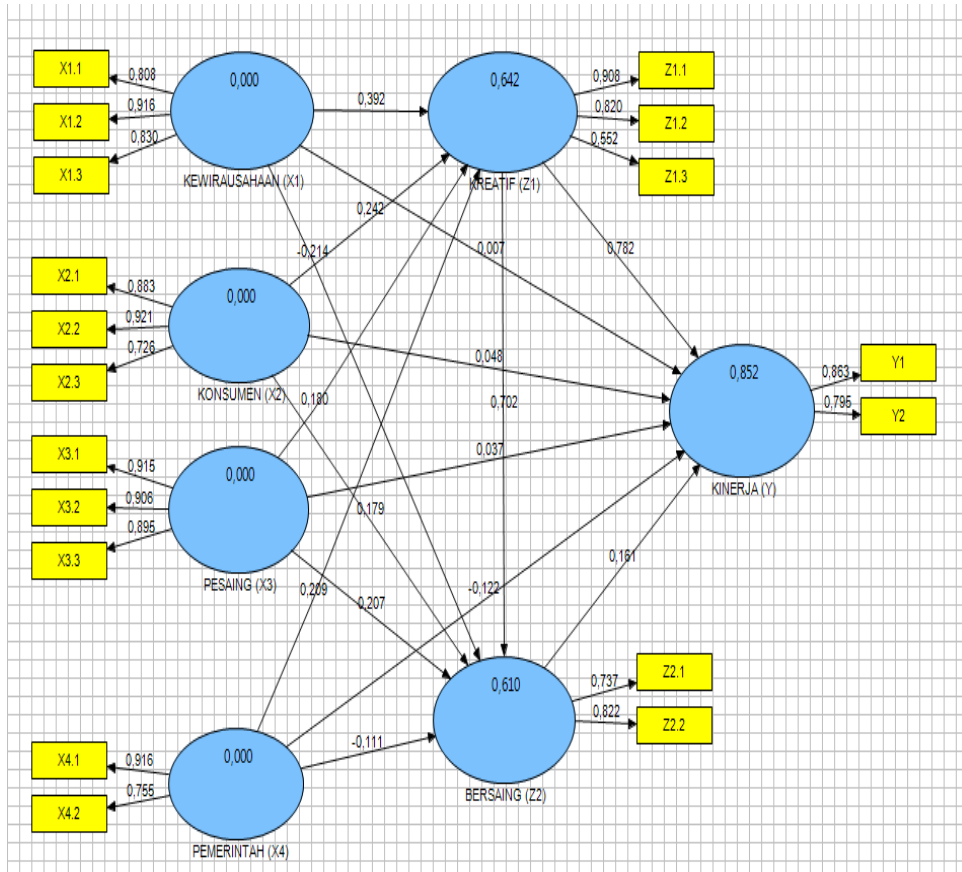 X1.1
0,808
X1.2
0,916
X1.3
0,830
0,000
KEWIRAUSAHAAN (X1)
0,392
0,642
KREATIF (Z1)
0,908
Z1.1
0,820
Z1.2
0,552
Z1.3
0,242
-0,214
0,007
0,782
X2.1
0,883
X2.2
0,921
X2.3
0,726
0,000
KONSUMEN (X2)
0,048
0,180
0,702
0,852
KINERJA (Y)
0,863
Y1
0,795
Y2
X3.1
0,915
X3.2
0,906
X3.3
0,895
0,000
PESAING (X3)
0,037
0,179
0,209
0,207
-0,122
0,161
X4.1
0,916
X4.2
0,755
0,000
PEMERINTAH (X4)
-0,111
0,610
BERSAING (Z2)
0,737
Z2.1
0,822
Z2.2